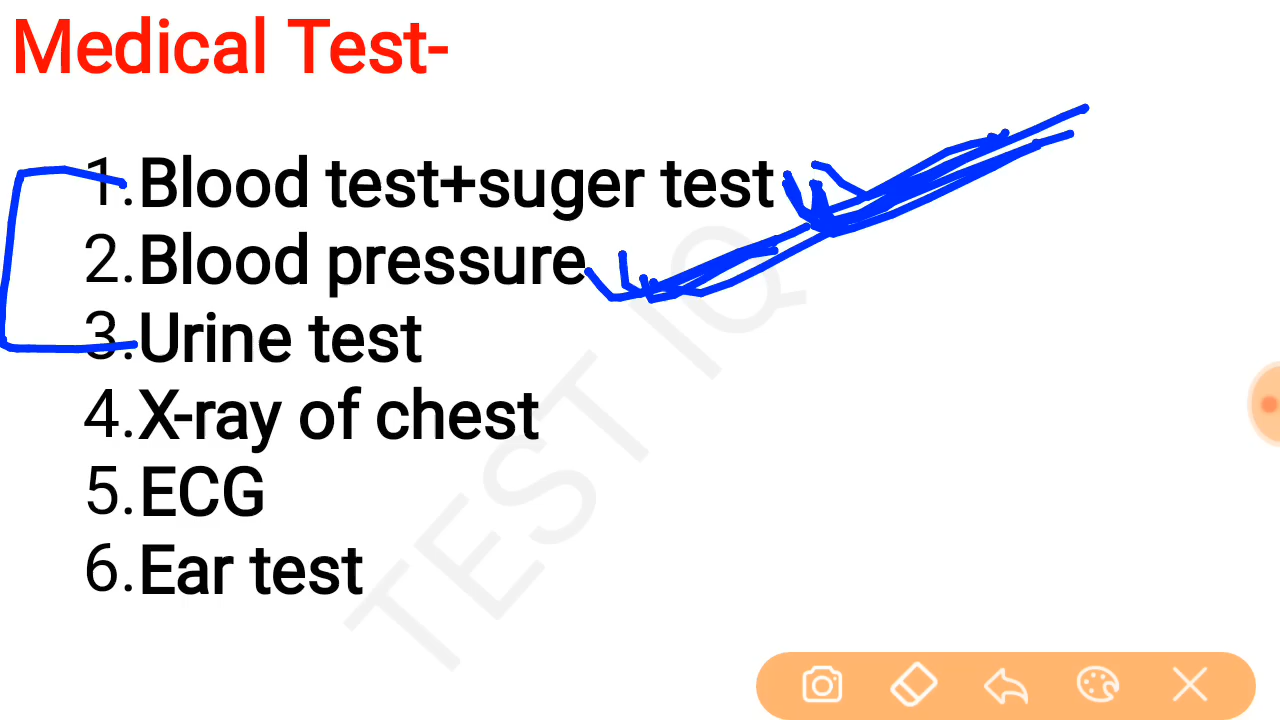 Medical Test-
1.Blood test+suger test
2.Blood pressure
3.Urine test
4.X-ray of chest
5.ECG
6.Ear test
TEST IQ